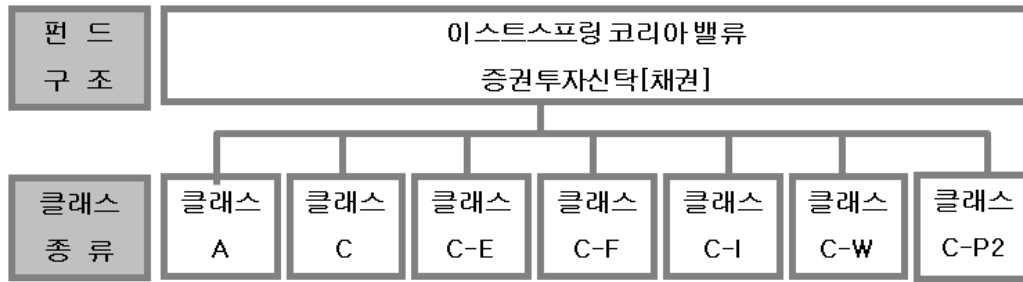 펀 드
구 조
이스트스프링 코리아 밸류
증권투자신탁[채권]
클래스
종 류
클래스
A
클래스
C
클래스
C-E
클래스
C-F
클래스
C-I
클래스
C-W
클래스
C-P2